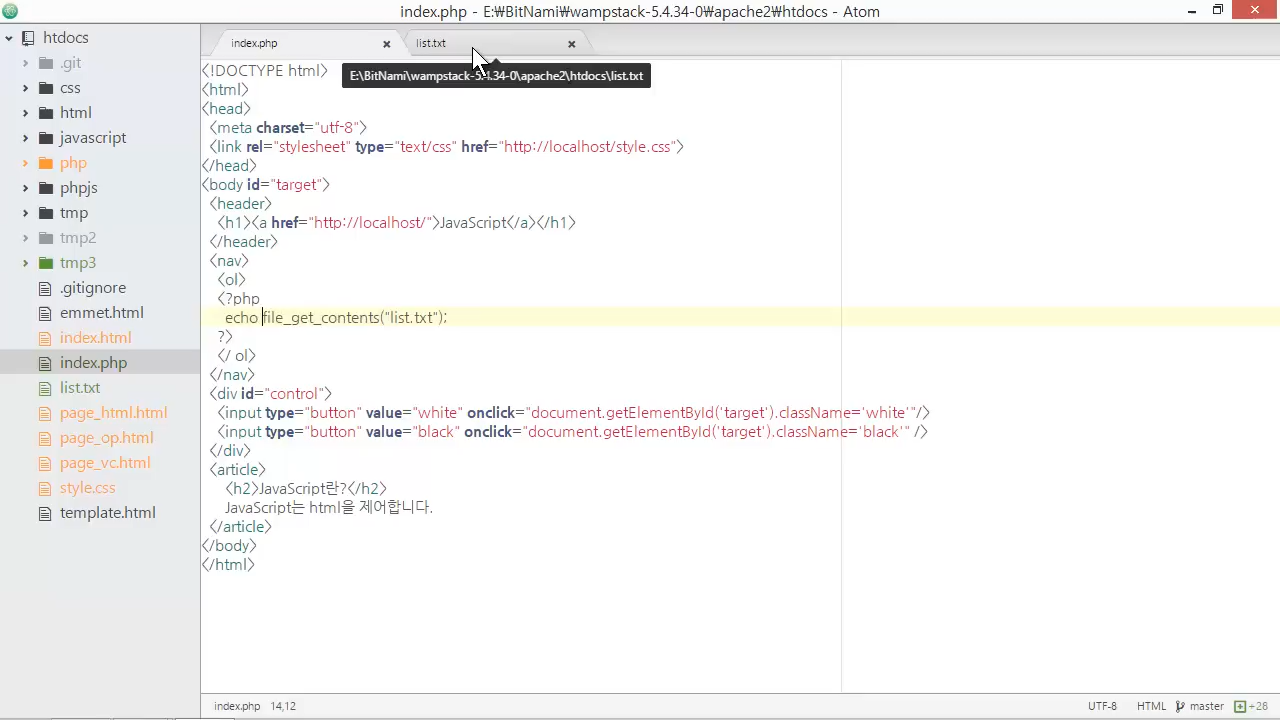 index.php - E:₩BitNami₩wampstack-5.4.34-0₩apache2₩htdocs - Atom
htdocs
.git
css
html
javascript
php
phpjs
tmp
tmp2
tmp3
.gitignore
emmet.html
index.html
index.php
list.txt
page_html.html
page_op.html
page_vc.html
style.css
template.html
index.php
list.txt
E:\BitNami\wampstack-5.4.34-0\apache2\htdocs\list.txt
<!DOCTYPE html>
<html>
<head>
<meta charset="utf-8">
<link rel="stylesheet" type="text/css" href="http://localhost/style.css">
</head>
<body id="target">
<header>
<h1><a href="http://localhost/">JavaScript</a></h1>
</header>
<nav>
<ol>
<?php
echo file_get_contents("list.txt");
?>
</ ol>
</nav>
<div id="control">
<input type="button" value="white" onclick="document.getElementById('target').className='white'"/>
<input type="button" value="black" onclick="document.getElementById('target').className='black'" />
</div>
<article>
<h2>JavaScript란?</h2>
JavaScript는 html을 제어합니다.
</article>
</body>
</html>
index.php 14,12
UTF-8 HTML master +28